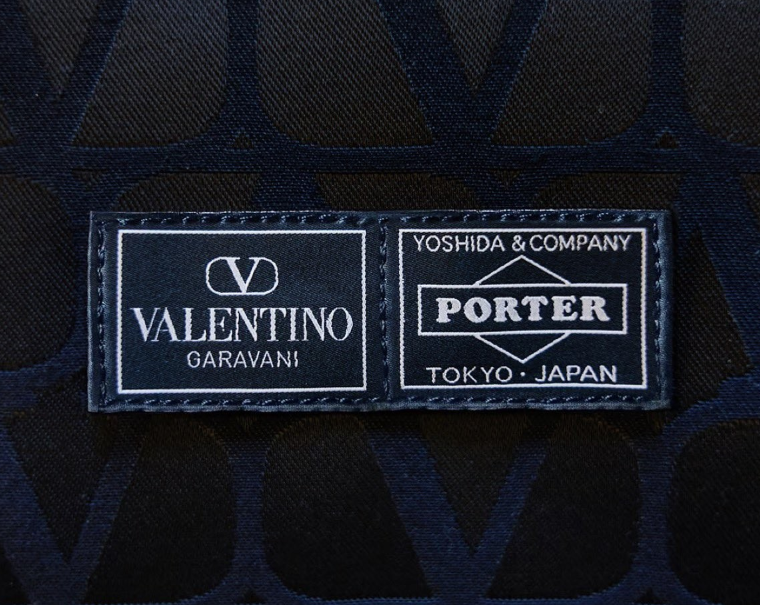 V
VALENTINO
GARAVANI
YOSHIDA & COMPANY
PORTER
TOKYO · JAPAN